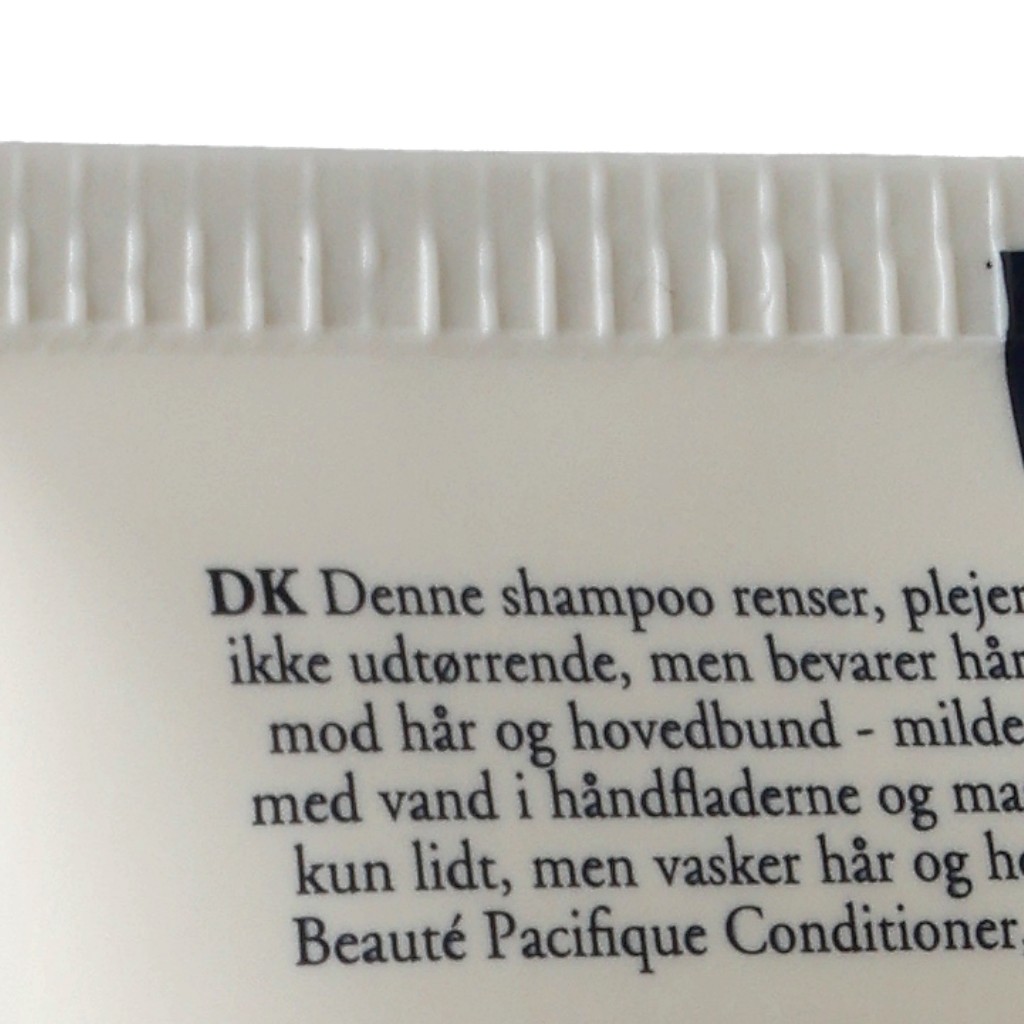 DK Denne shampoo renser, plejer
ikke udtørrende, men bevarer hår
mod hår og hovedbund - milde
med vand i håndfladerne og ma
kun lidt, men vasker hår og h
Beauté Pacifique Conditioner,